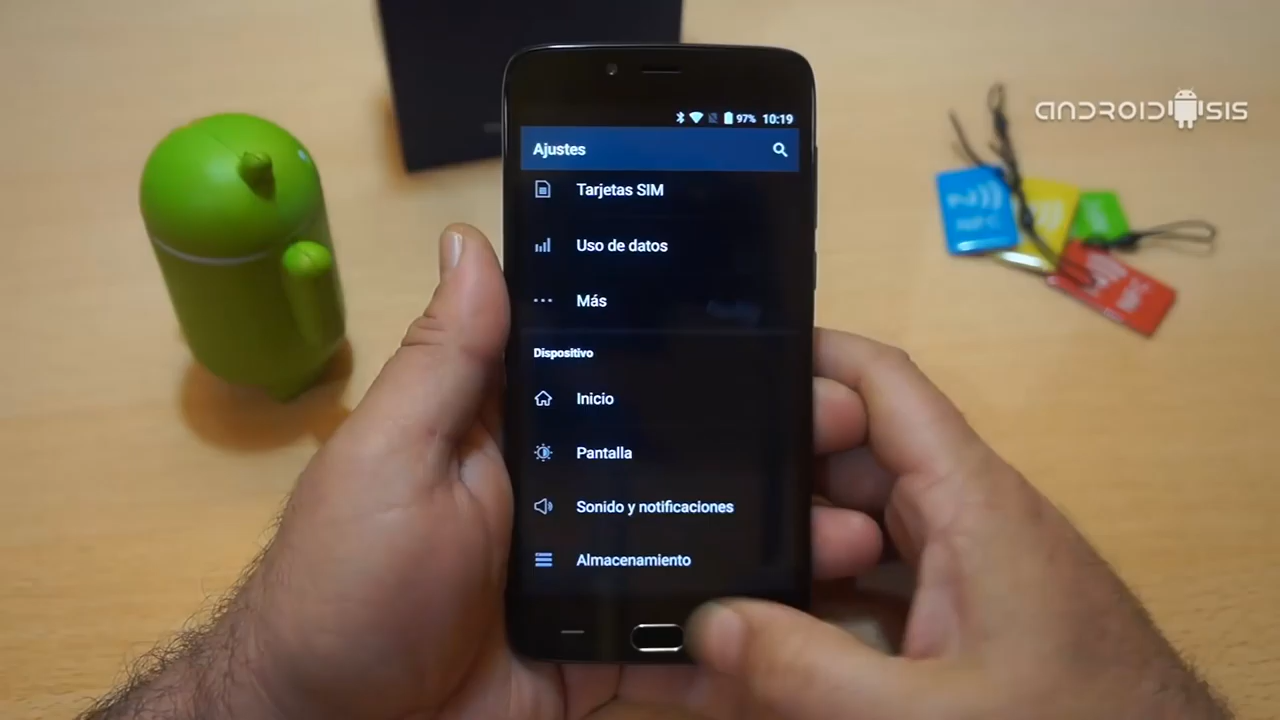 97% 10:19
ANDROIDSIS
Ajustes
Tarjetas SIM
Uso de datos
Más
Dispositivo
Inicio
Pantalla
Sonido y notificaciones
Almacenamiento